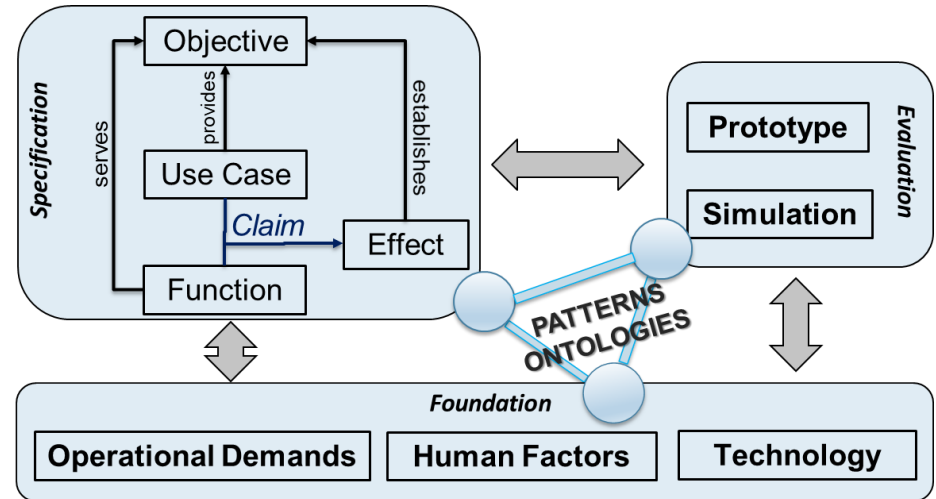 Specification
Objective
serves
provides
establishes
Use Case
Claim
Effect
Function
Evaluation
Prototype
Simulation
PATTERNS
ONTOLOGIES
Foundation
Operational Demands
Human Factors
Technology